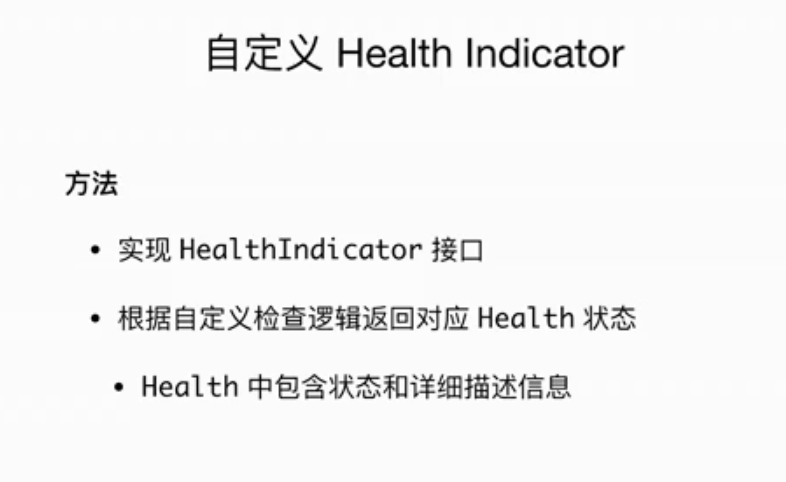 自定义 Health Indicator
方法
• 实现 HealthIndicator 接口
• 根据自定义检查逻辑返回对应 Health 状态
• Health 中包含状态和详细描述信息